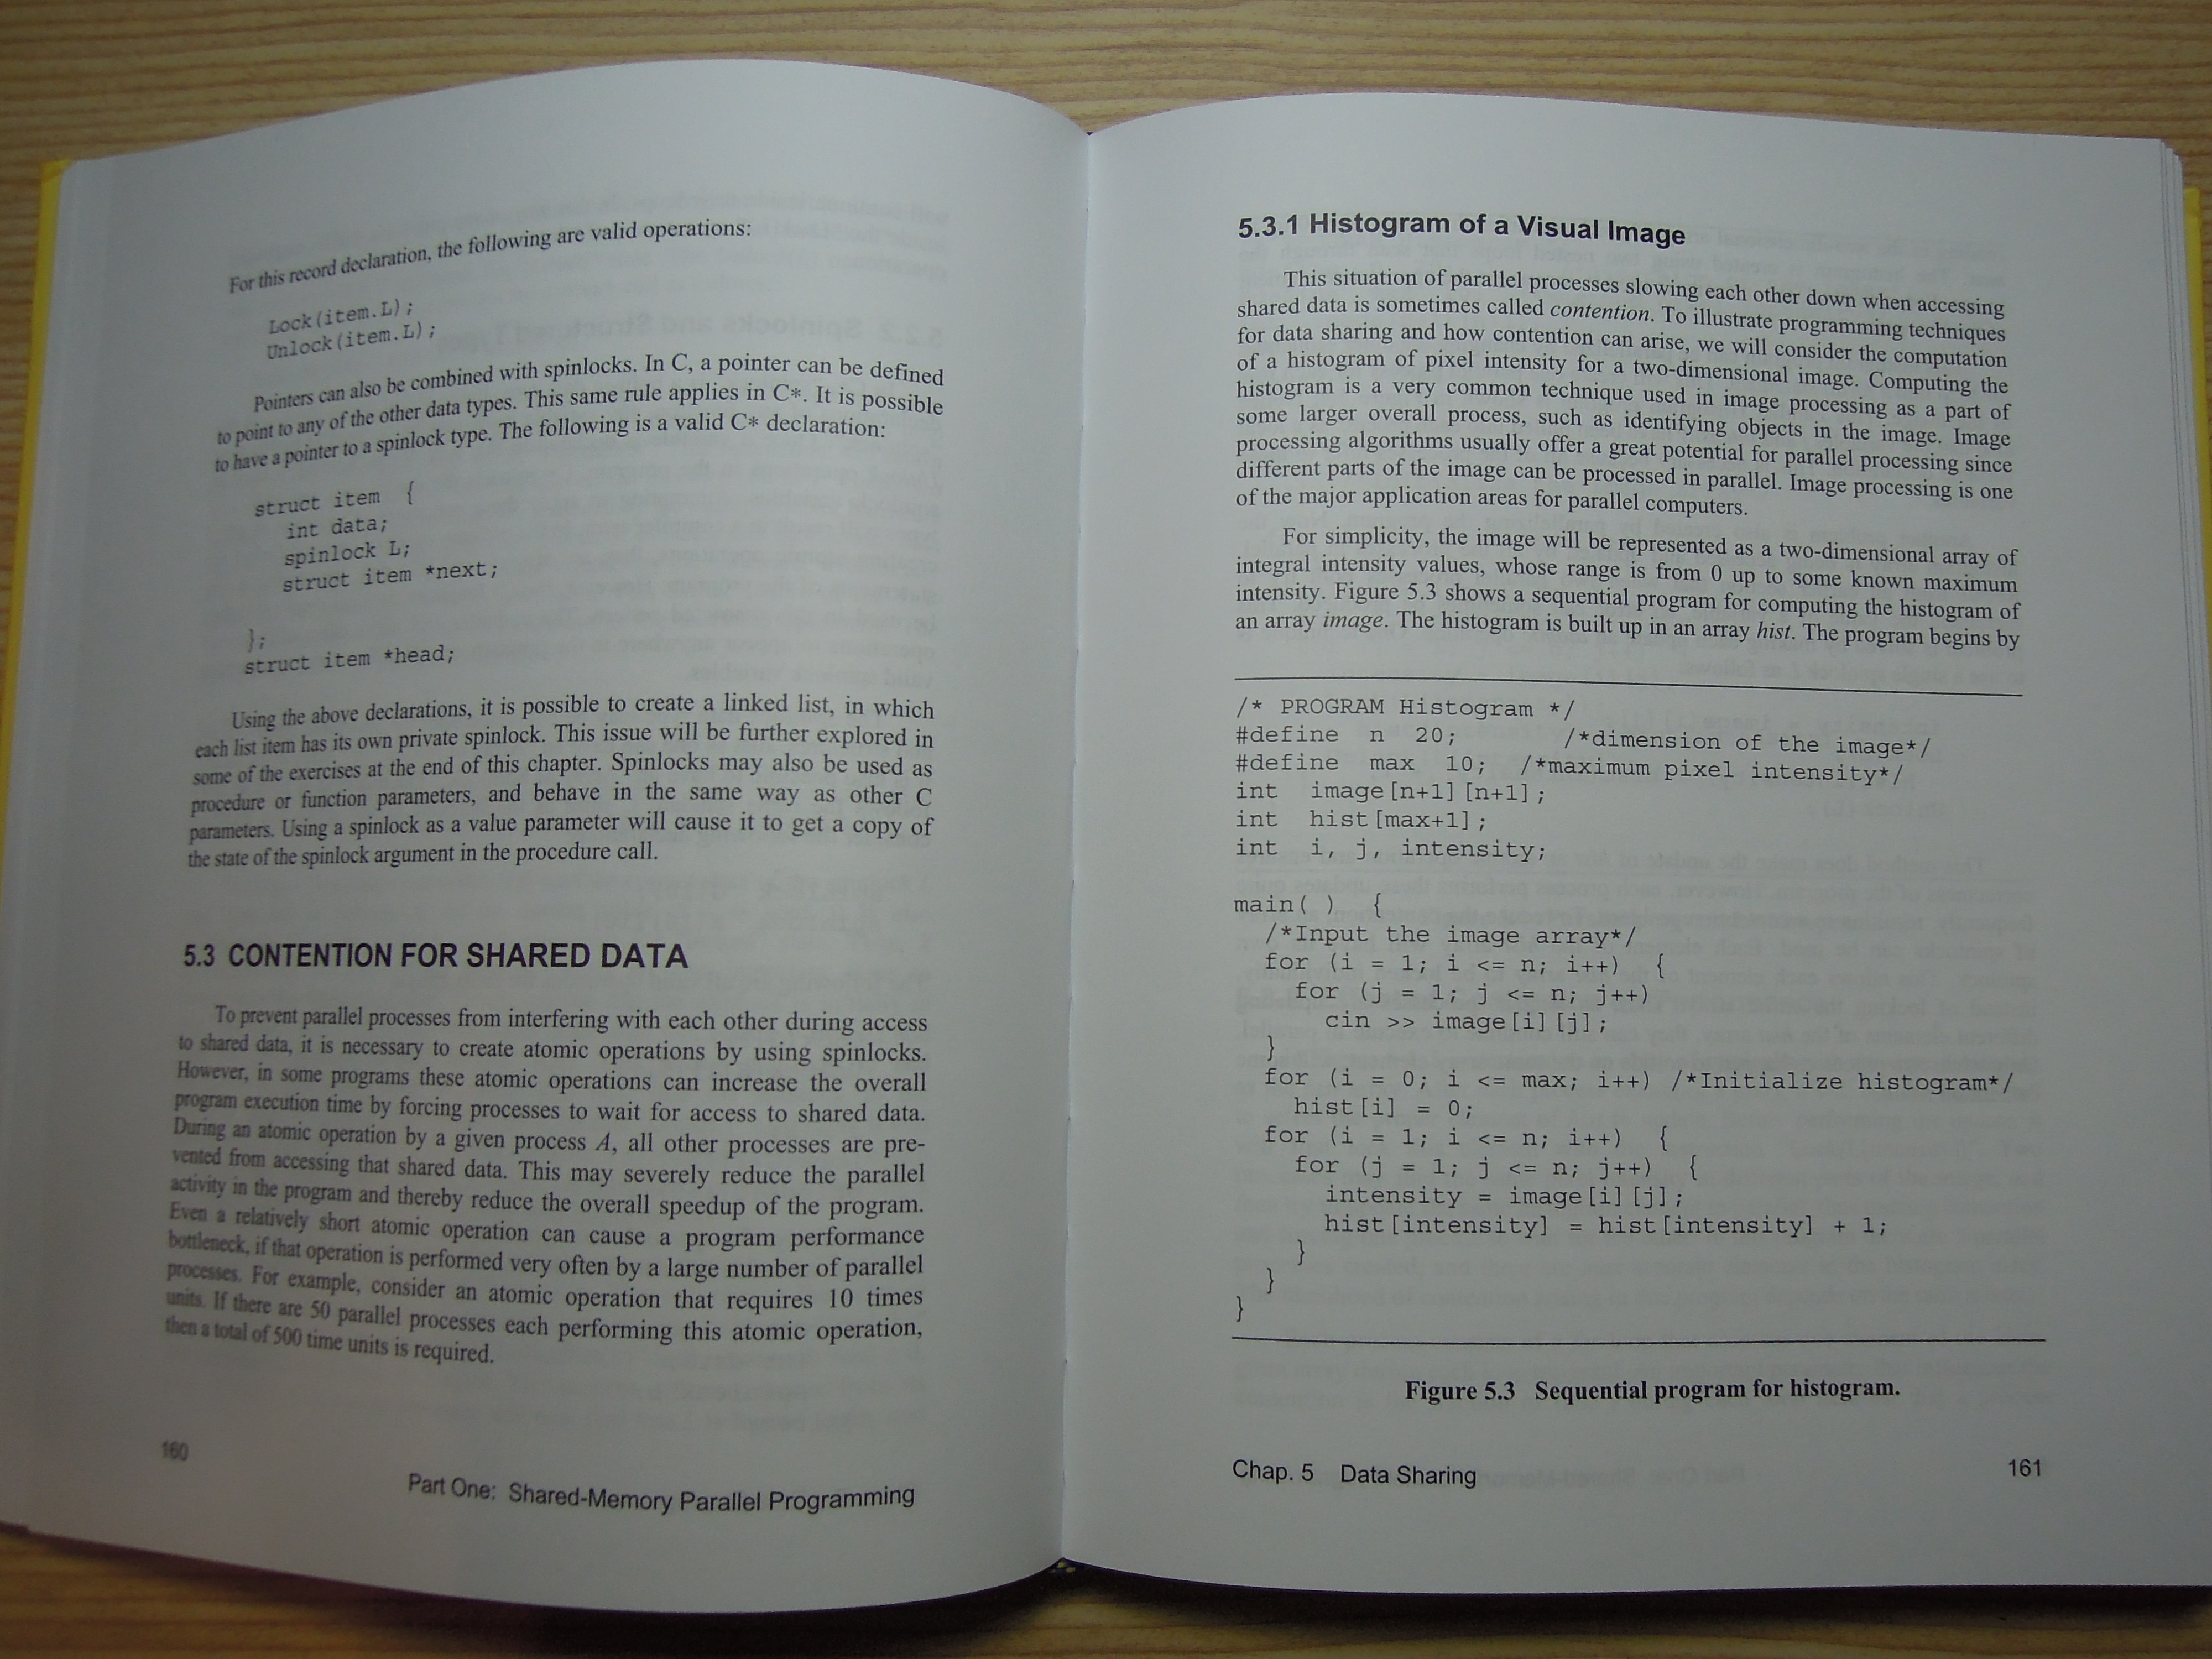 For this record declaration, the following are valid operations:
Lock(item.L);
Unlock(item.L);
Pointers can also be combined with spinlocks. In C, a pointer can be defined
to point to any of the other data types. This same rule applies in C*. It is possible
to have a pointer to a spinlock type. The following is a valid C* declaration:
struct item {
int data;
spinlock L;
struct item *next;
};
struct item *head;
Using the above declarations, it is possible to create a linked list, in which
each list item has its own private spinlock. This issue will be further explored in
some of the exercises at the end of this chapter. Spinlocks may also be used as
procedure or function parameters, and behave in the same way as other C
parameters. Using a spinlock as a value parameter will cause it to get a copy of
the state of the spinlock argument in the procedure call.
5.3 CONTENTION FOR SHARED DATA
To prevent parallel processes from interfering with each other during access
to shared data, it is necessary to create atomic operations by using spinlocks.
However, in some programs these atomic operations can increase the overall
program execution time by forcing processes to wait for access to shared data.
During an atomic operation by a given process A, all other processes are pre-
vented from accessing that shared data. This may severely reduce the parallel
activity in the program and thereby reduce the overall speedup of the program.
Even a relatively short atomic operation can cause a program performance
bottleneck, if that operation is performed very often by a large number of parallel
processes. For example, consider an atomic operation that requires 10 times
units. If there are 50 parallel processes each performing this atomic operation,
then a total of 500 time units is required.
160
Part One: Shared-Memory Parallel Programming
5.3.1 Histogram of a Visual Image
This situation of parallel processes slowing each other down when accessing
shared data is sometimes called contention. To illustrate programming techniques
for data sharing and how contention can arise, we will consider the computation
of a histogram of pixel intensity for a two-dimensional image. Computing the
histogram is a very common technique used in image processing as a part of
some larger overall process, such as identifying objects in the image. Image
processing algorithms usually offer a great potential for parallel processing since
different parts of the image can be processed in parallel. Image processing is one
of the major application areas for parallel computers.
For simplicity, the image will be represented as a two-dimensional array of
integral intensity values, whose range is from 0 up to some known maximum
intensity. Figure 5.3 shows a sequential program for computing the histogram of
an array image. The histogram is built up in an array hist. The program begins by
/* PROGRAM Histogram */
#define n 20; /*dimension of the image*/
#define max 10; /*maximum pixel intensity*/
int image[n+1][n+1];
int hist[max+1];
int i, j, intensity;
main( ) {
/*Input the image array*/
for (i = 1; i <= n; i++) {
for (j = 1; j <= n; j++)
cin >> image[i][j];
}
for (i = 0; i <= max; i++) /*Initialize histogram*/
hist[i] = 0;
for (i = 1; i <= n; i++) {
for (j = 1; j <= n; j++) {
intensity = image[i][j];
hist[intensity] = hist[intensity] + 1;
}
}
}
Figure 5.3 Sequential program for histogram.
Chap. 5 Data Sharing
161